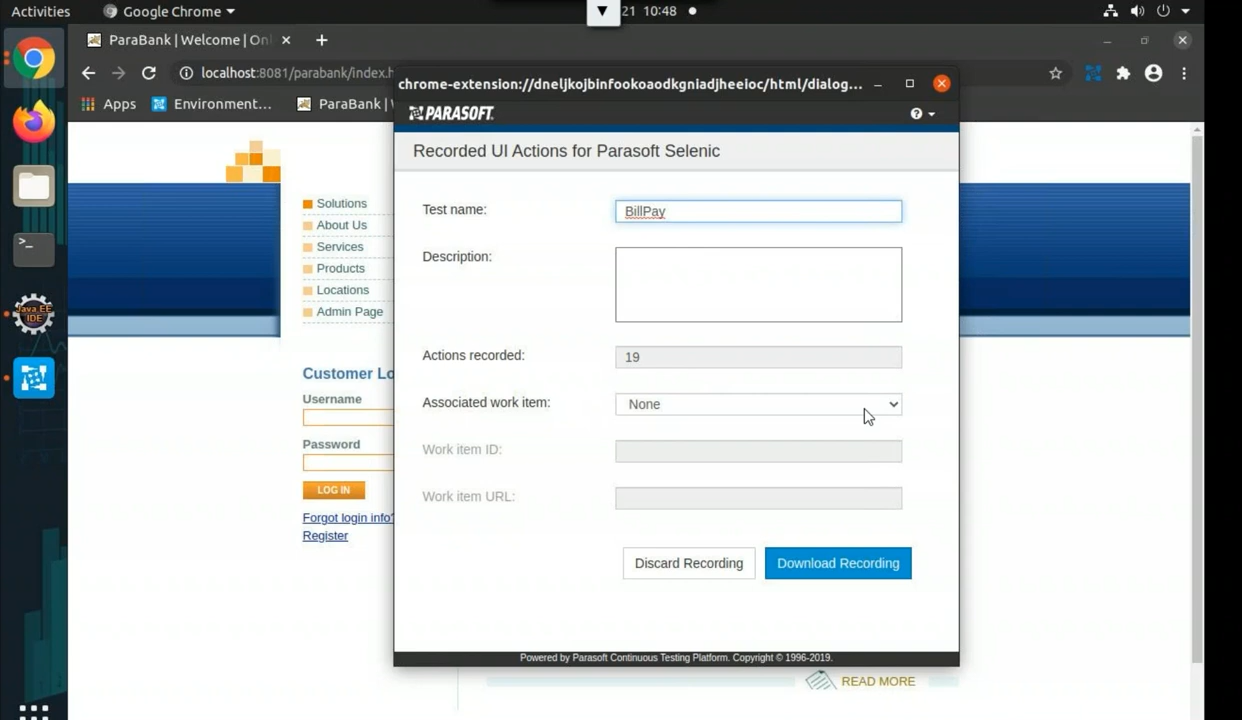 Activities
Google Chrome
21 10:48
ParaBank | Welcome | On
localhost:8081/parabank/index.h
Apps
Environment...
ParaBank | W
chrome-extension://dneljkojbinfookoaodkgniadjheeioc/html/dialog...
PARASOFT.
?
Recorded UI Actions for Parasoft Selenic
Solutions
About Us
Services
Products
Locations
Admin Page
Customer Lo
Username
Password
LOG IN
Forgot login info?
Register
Test name:
BillPay
Description:
Actions recorded:
19
Associated work item:
None
Work item ID:
Work item URL:
Discard Recording
Download Recording
Powered by Parasoft Continuous Testing Platform. Copyright © 1996-2019.
READ MORE
Java EE
IDE
>_